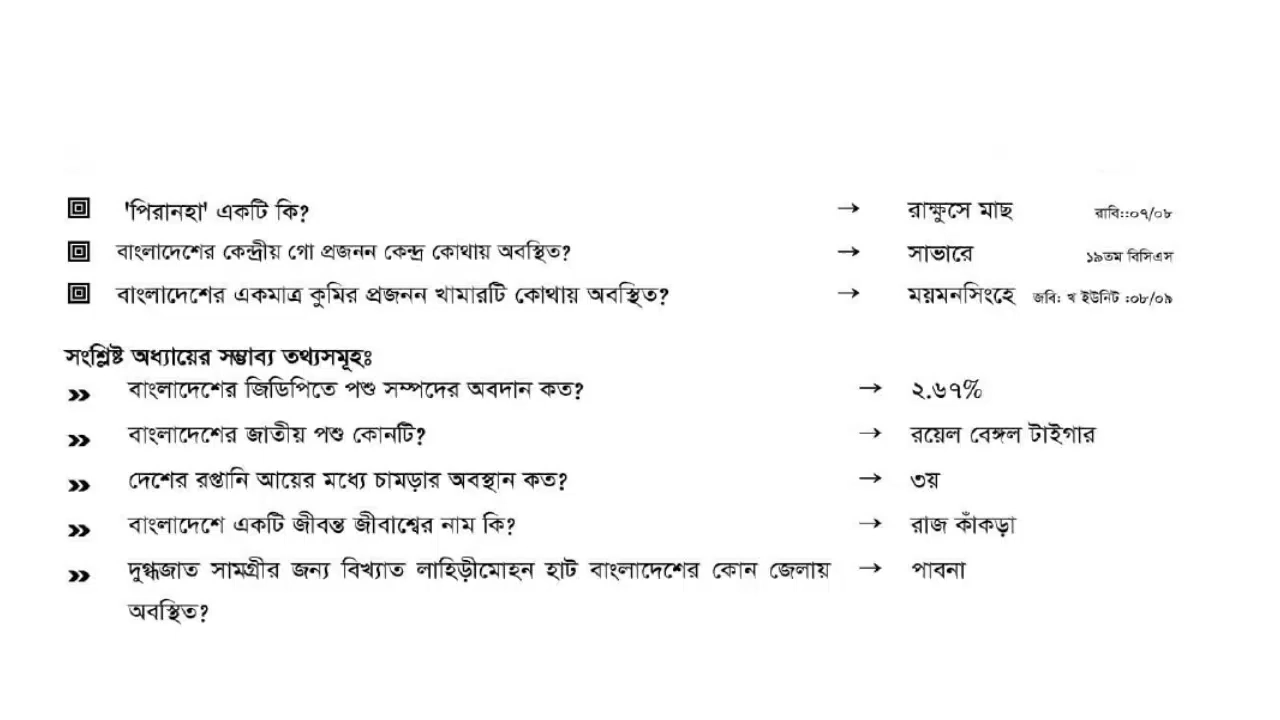 'পিরানহা' একটি কি? → রাক্ষুসে মাছ রাবি::০৭/০৮
বাংলাদেশের কেন্দ্রীয় গো প্রজনন কেন্দ্র কোথায় অবস্থিত? → সাভারে ১৯তম বিসিএস
বাংলাদেশের একমাত্র কুমির প্রজনন খামারটি কোথায় অবস্থিত? → ময়মনসিংহে জবি: খ ইউনিট :০৮/০৯
সংশ্লিষ্ট অধ্যায়ের সম্ভাব্য তথ্যসমূহঃ
» বাংলাদেশের জিডিপিতে পশু সম্পদের অবদান কত? → ২.৬৭%
» বাংলাদেশের জাতীয় পশু কোনটি? → রয়েল বেঙ্গল টাইগার
» দেশের রপ্তানি আয়ের মধ্যে চামড়ার অবস্থান কত? → ৩য়
» বাংলাদেশে একটি জীবন্ত জীবাশ্বের নাম কি? → রাজ কাঁকড়া
» দুগ্ধজাত সামগ্রীর জন্য বিখ্যাত লাহিড়ীমোহন হাট বাংলাদেশের কোন জেলায় → পাবনা
অবস্থিত?